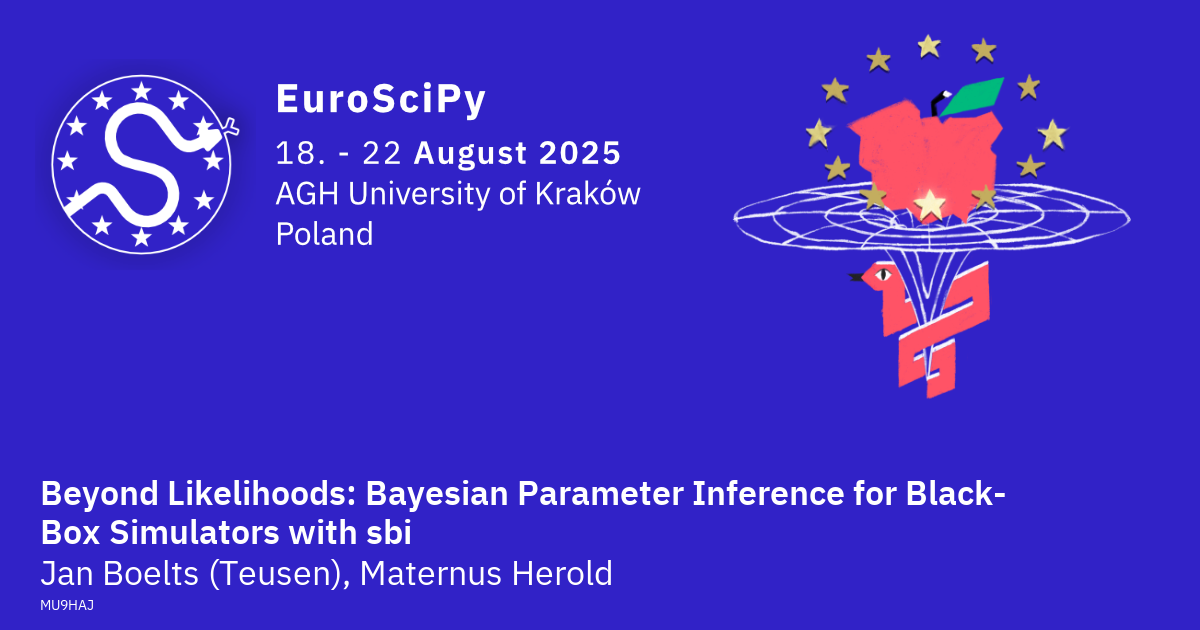 EuroSciPy
18. - 22 August 2025
AGH University of Kraków
Poland
Beyond Likelihoods: Bayesian Parameter Inference for Black-
Box Simulators with sbi
Jan Boelts (Teusen), Maternus Herold
MU9HAJ